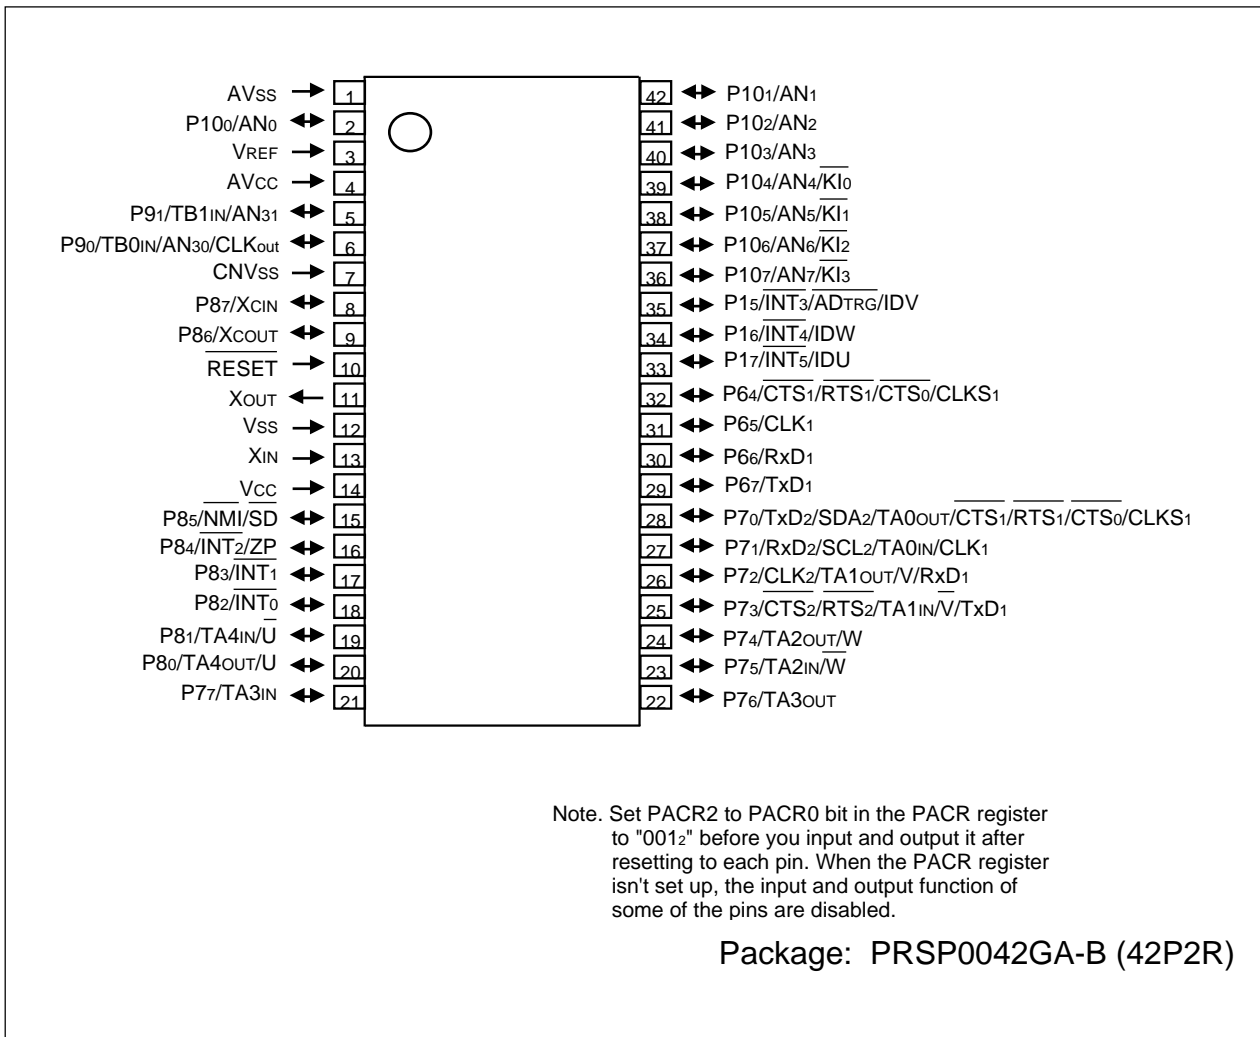 AVSS 1
P100/AN0 2
VREF 3
AVCC 4
P91/TB1IN/AN31 5
P90/TB0IN/AN30/CLKout 6
CNVSS 7
P87/XCIN 8
P86/XCOUT 9
RESET 10
XOUT 11
VSS 12
XIN 13
VCC 14
P85/NMI/SD 15
P84/INT2/ZP 16
P83/INT1 17
P82/INT0 18
P81/TA4IN/U 19
P80/TA4OUT/U 20
P77/TA3IN 21
42 P101/AN1
41 P102/AN2
40 P103/AN3
39 P104/AN4/KI0
38 P105/AN5/KI1
37 P106/AN6/KI2
36 P107/AN7/KI3
35 P15/INT3/ADTRG/IDV
34 P16/INT4/IDW
33 P17/INT5/IDU
32 P64/CTS1/RTS1/CTS0/CLKS1
31 P65/CLK1
30 P66/RxD1
29 P67/TxD1
28 P70/TxD2/SDA2/TA0OUT/CTS1/RTS1/CTS0/CLKS1
27 P71/RxD2/SCL2/TA0IN/CLK1
26 P72/CLK2/TA1OUT/V/RxD1
25 P73/CTS2/RTS2/TA1IN/V/TxD1
24 P74/TA2OUT/W
23 P75/TA2IN/W
22 P76/TA3OUT
Note. Set PACR2 to PACR0 bit in the PACR register
to "0012" before you input and output it after
resetting to each pin. When the PACR register
isn't set up, the input and output function of
some of the pins are disabled.
Package: PRSP0042GA-B (42P2R)